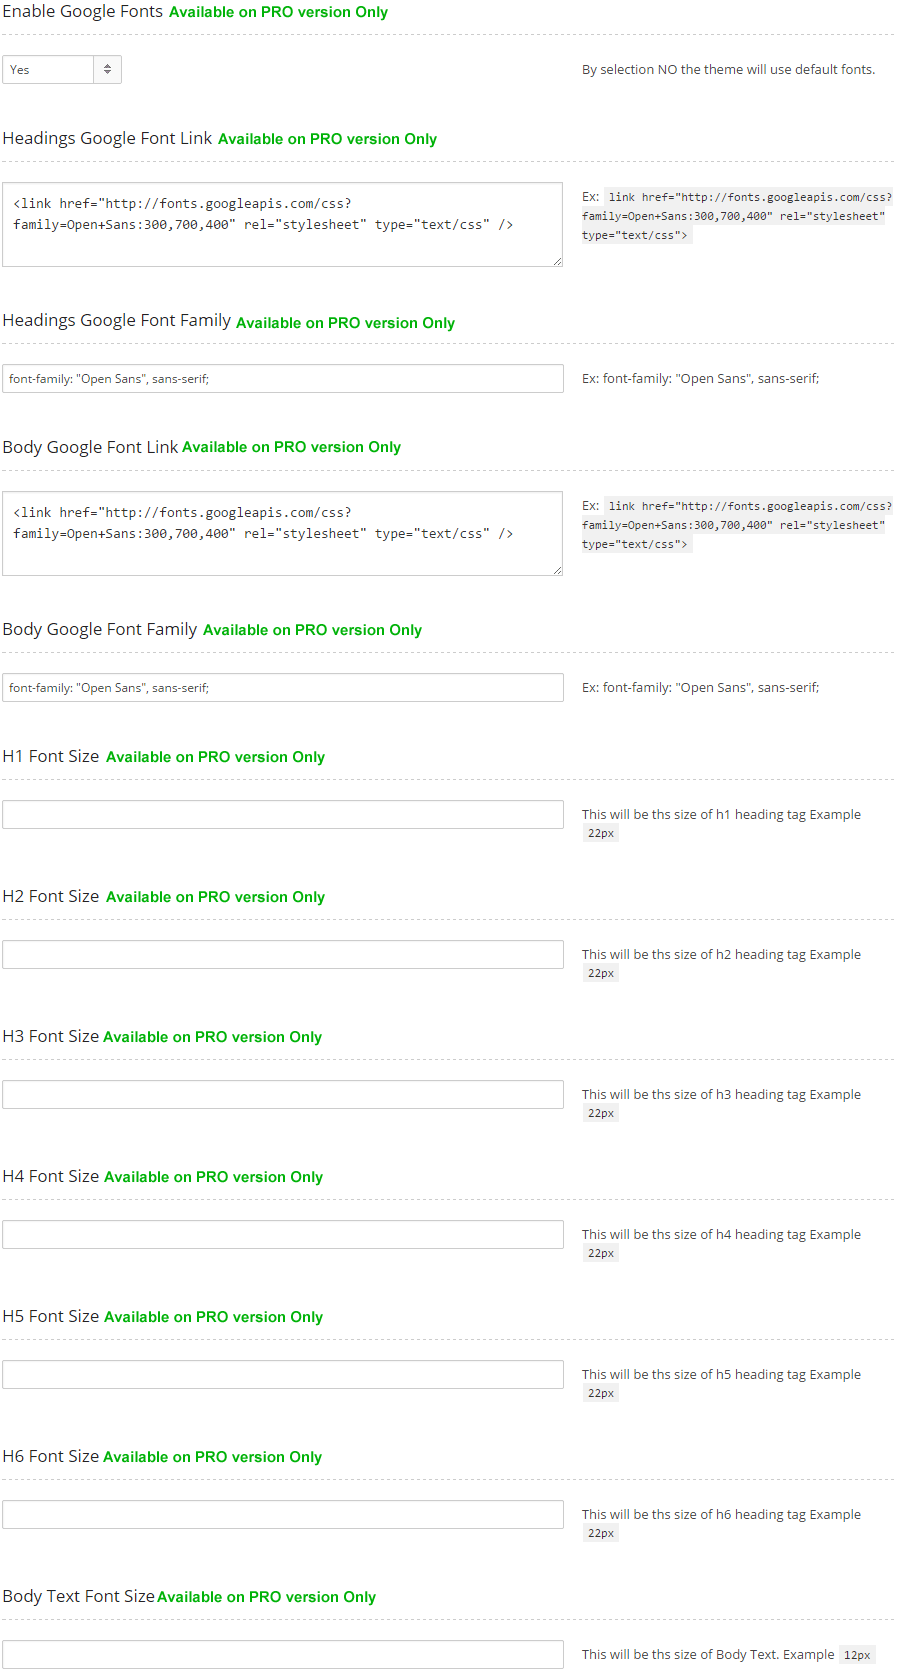 Enable Google Fonts Available on PRO version Only
Yes
By selection NO the theme will use default fonts.
Headings Google Font Link Available on PRO version Only
<link href="http://fonts.googleapis.com/css?
family=Open+Sans:300,700,400" rel="stylesheet" type="text/css" />
Ex: link href="http://fonts.googleapis.com/css?
family=Open+Sans:300,700,400" rel="stylesheet"
type="text/css">
Headings Google Font Family Available on PRO version Only
font-family: "Open Sans", sans-serif;
Ex: font-family: "Open Sans", sans-serif;
Body Google Font Link Available on PRO version Only
<link href="http://fonts.googleapis.com/css?
family=Open+Sans:300,700,400" rel="stylesheet" type="text/css" />
Ex: link href="http://fonts.googleapis.com/css?
family=Open+Sans:300,700,400" rel="stylesheet"
type="text/css">
Body Google Font Family Available on PRO version Only
font-family: "Open Sans", sans-serif;
Ex: font-family: "Open Sans", sans-serif;
H1 Font Size Available on PRO version Only
This will be ths size of h1 heading tag Example
22px
H2 Font Size Available on PRO version Only
This will be ths size of h2 heading tag Example
22px
H3 Font Size Available on PRO version Only
This will be ths size of h3 heading tag Example
22px
H4 Font Size Available on PRO version Only
This will be ths size of h4 heading tag Example
22px
H5 Font Size Available on PRO version Only
This will be ths size of h5 heading tag Example
22px
H6 Font Size Available on PRO version Only
This will be ths size of h6 heading tag Example
22px
Body Text Font Size Available on PRO version Only
This will be ths size of Body Text. Example 12px